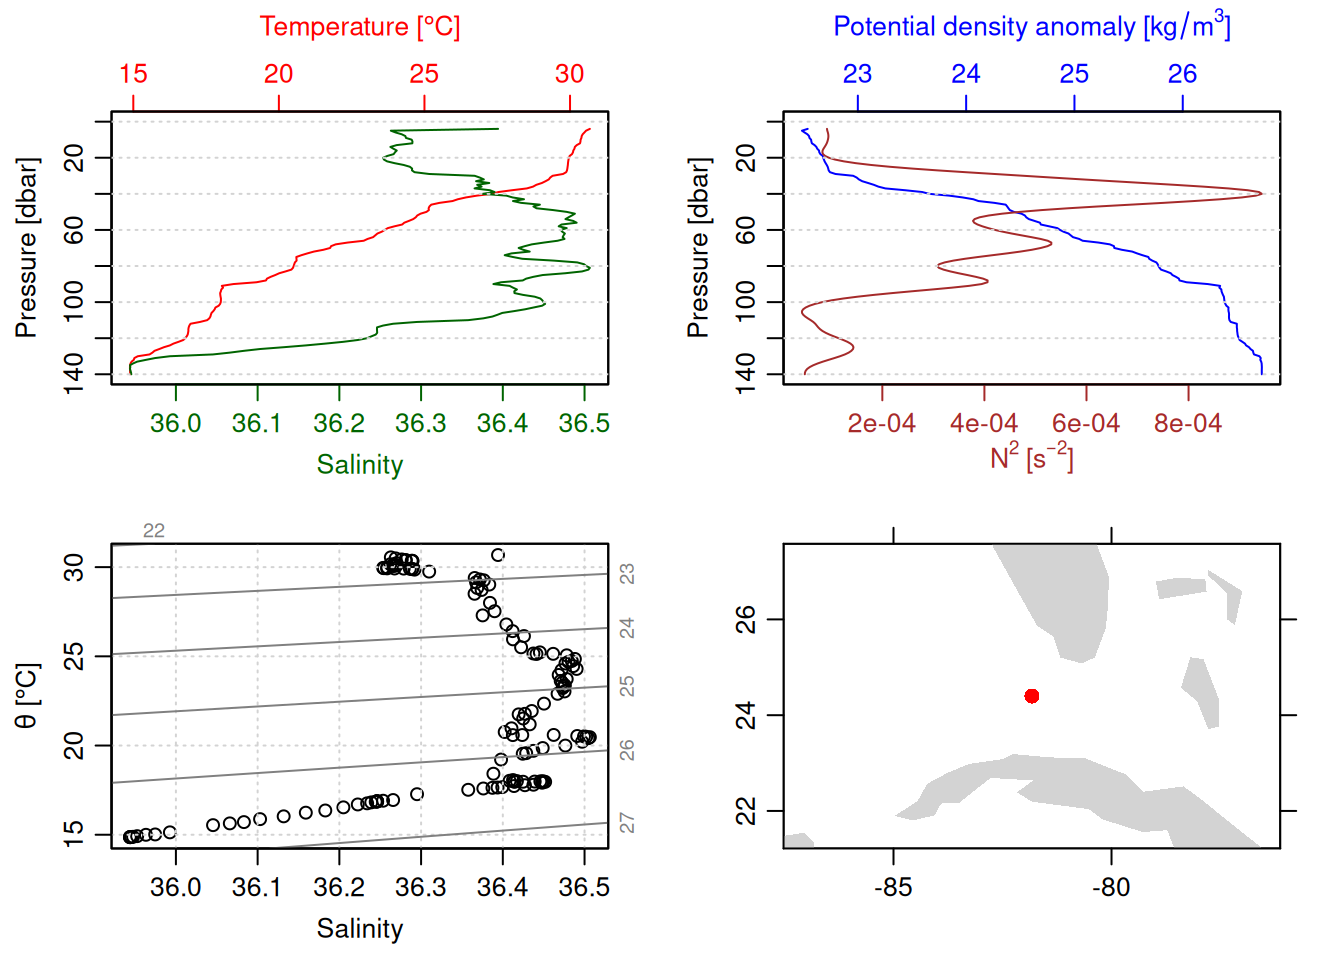 Temperature [°C]
15 20 25 30
Pressure [dbar]
20
60
100
140
36.0 36.1 36.2 36.3 36.4 36.5
Salinity
Potential density anomaly [kg/m³]
23 24 25 26
Pressure [dbar]
20
60
100
140
2e-04 4e-04 6e-04 8e-04
N² [s⁻²]
22
θ [°C]
30
25
20
15
23
24
25
26
27
36.0 36.1 36.2 36.3 36.4 36.5
Salinity
26
24
22
-85 -80